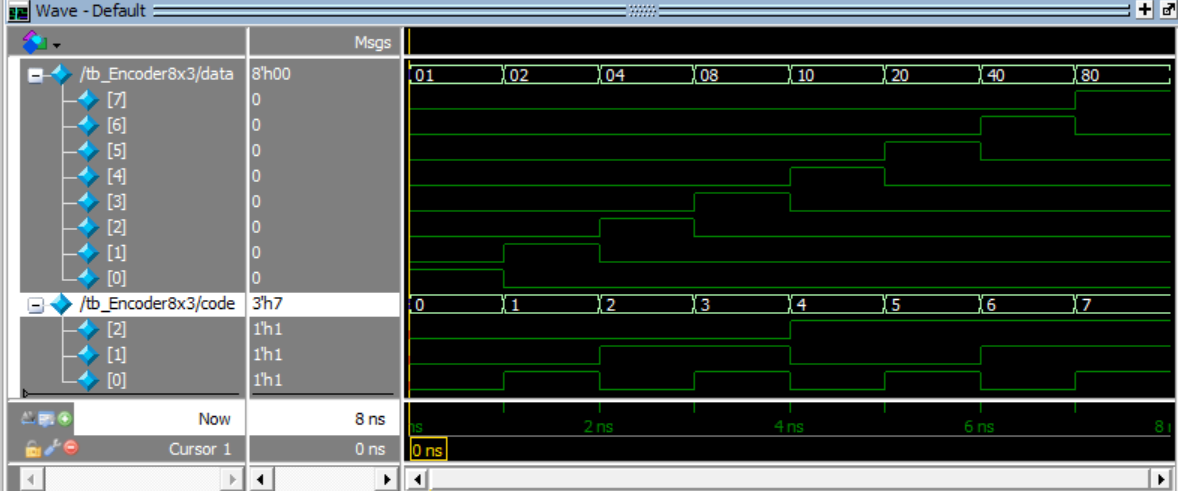 Wave - Default
Msgs
/tb_Encoder8x3/data 8'h00 01 02 04 08 10 20 40 80
[7] 0
[6] 0
[5] 0
[4] 0
[3] 0
[2] 0
[1] 0
[0] 0
/tb_Encoder8x3/code 3'h7 0 1 2 3 4 5 6 7
[2] 1'h1
[1] 1'h1
[0] 1'h1
Now 8 ns ns 2 ns 4 ns 6 ns 8
Cursor 1 0 ns 0 ns